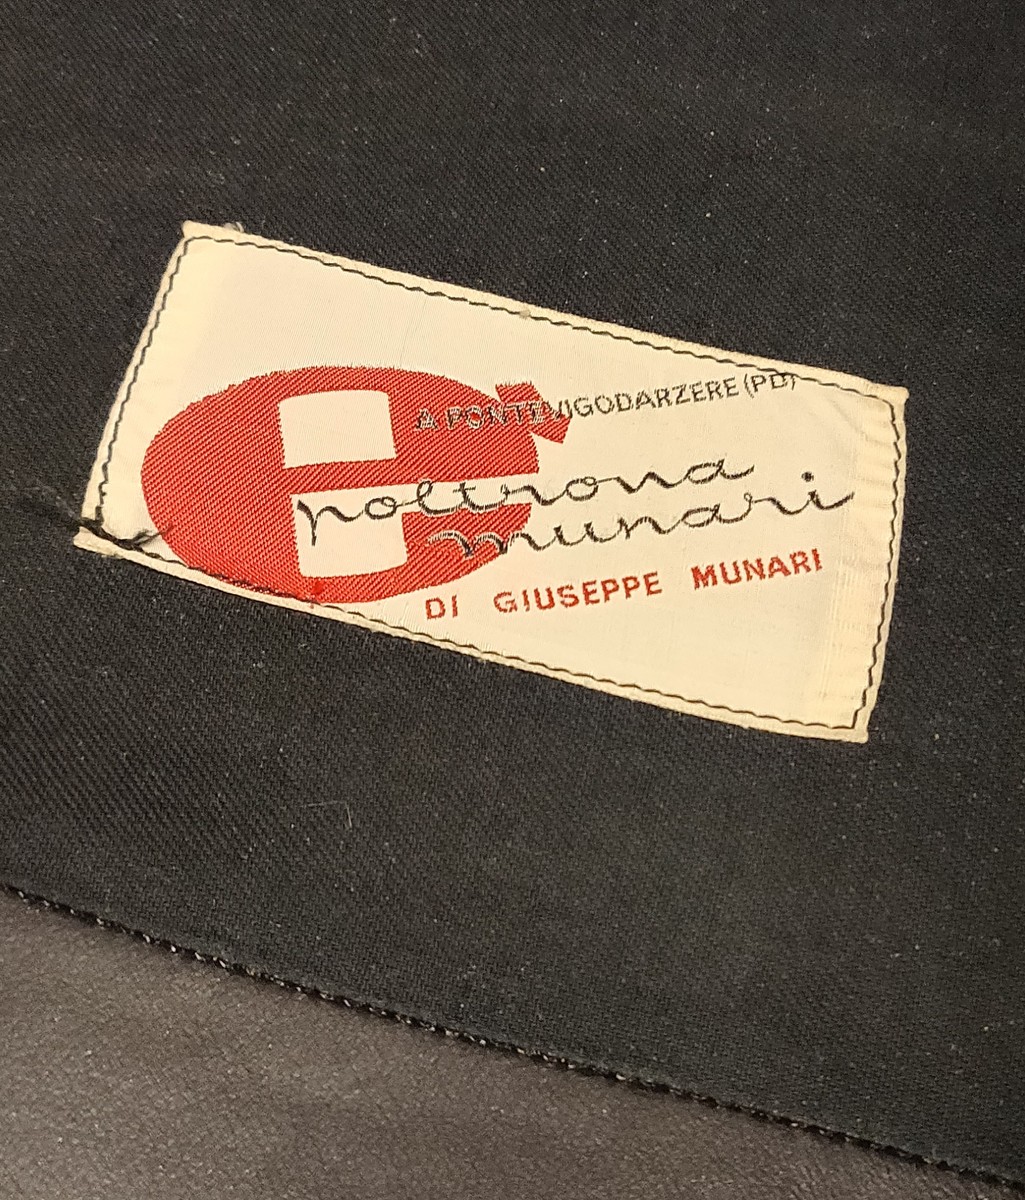 è
A PONTEVIGODARZERE (PD)
poltrona
munari
DI GIUSEPPE MUNARI